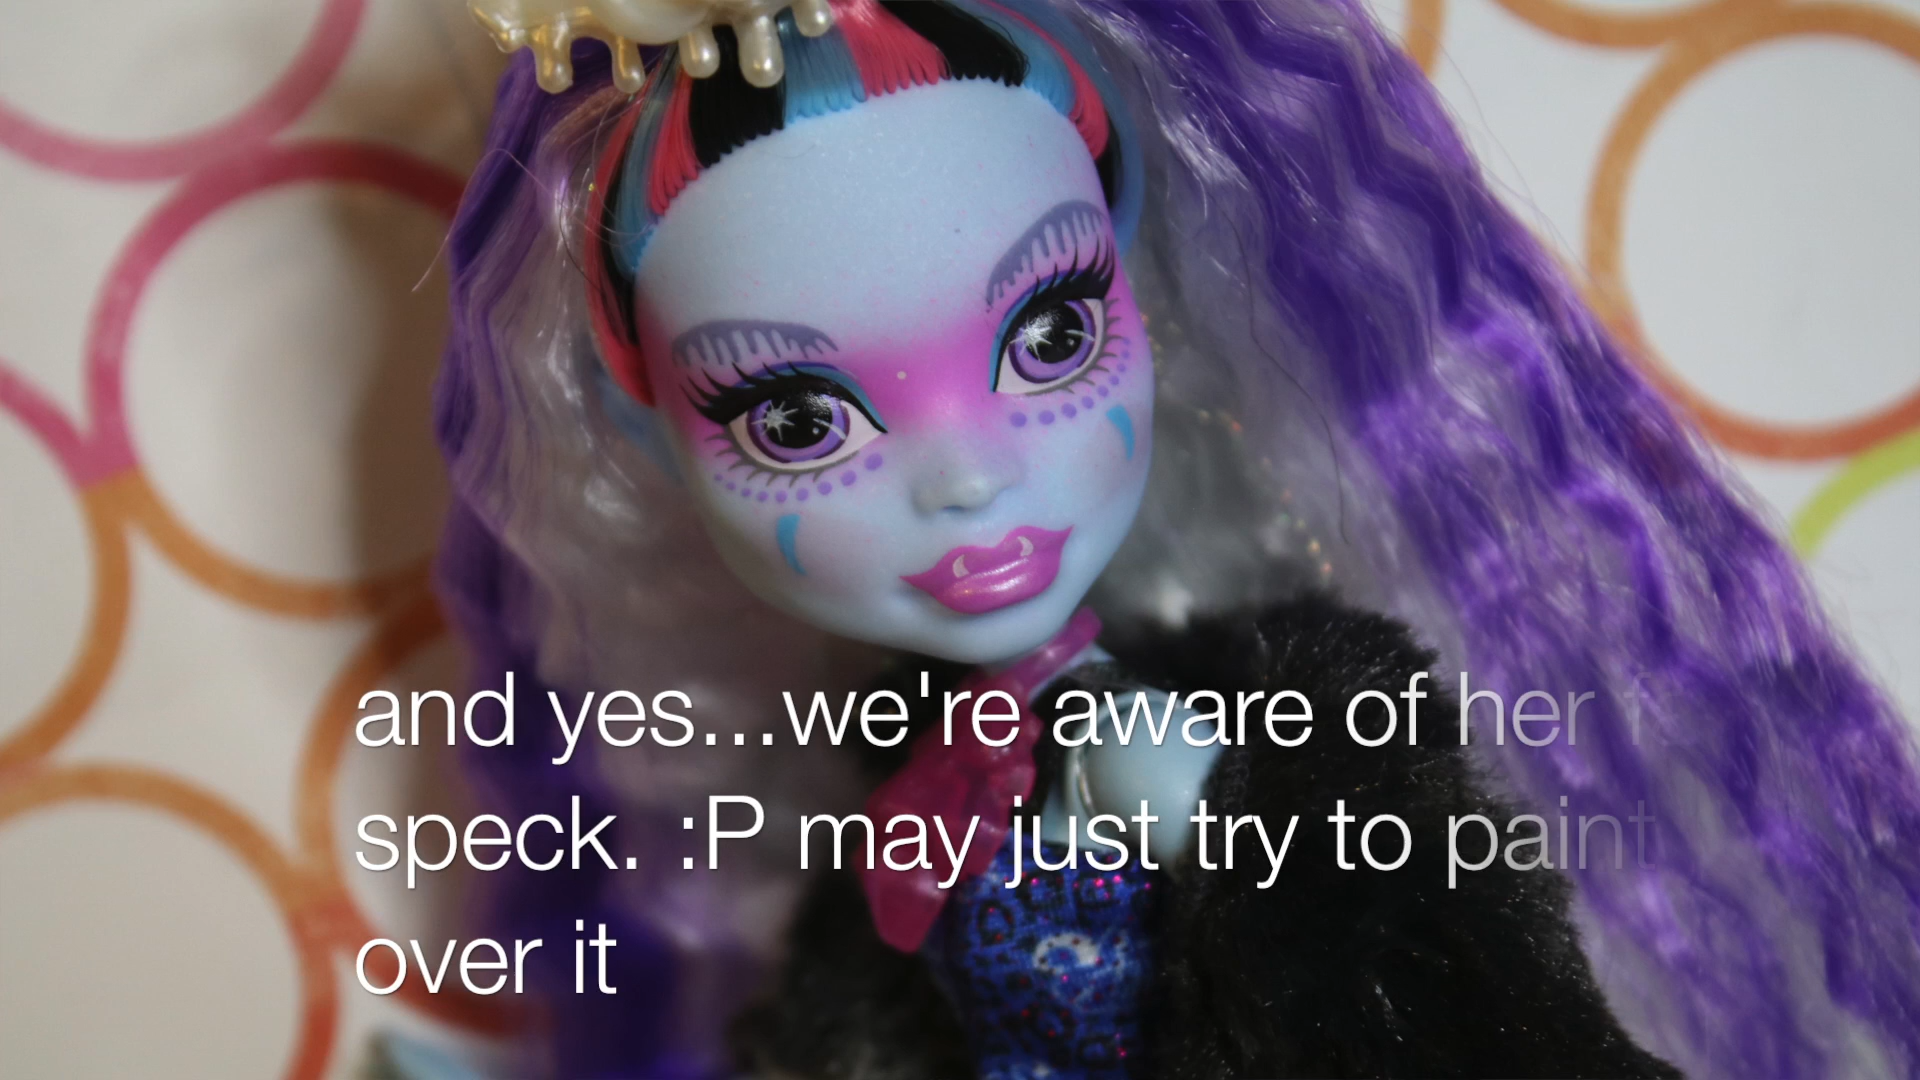 and yes...we're aware of her
speck. :P may just try to paint
over it